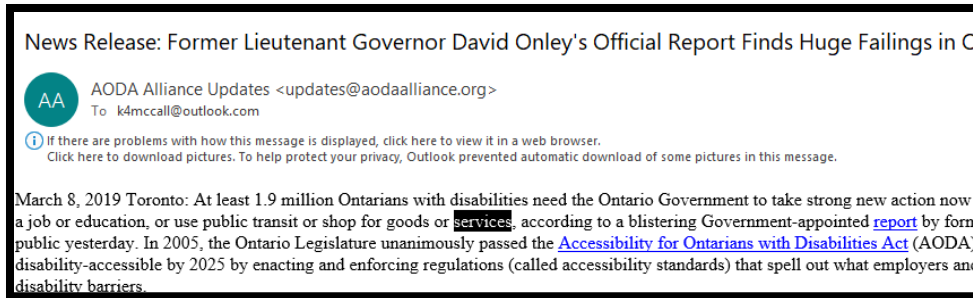 News Release: Former Lieutenant Governor David Onley's Official Report Finds Huge Failings in
AA
AODA Alliance Updates <updates@aodaalliance.org>
To k4mccall@outlook.com
If there are problems with how this message is displayed, click here to view it in a web browser.
Click here to download pictures. To help protect your privacy, Outlook prevented automatic download of some pictures in this message.
March 8, 2019 Toronto: At least 1.9 million Ontarians with disabilities need the Ontario Government to take strong new action now
a job or education, or use public transit or shop for goods or services, according to a blistering Government-appointed report by
public yesterday. In 2005, the Ontario Legislature unanimously passed the Accessibility for Ontarians with Disabilities Act (AODA)
disability-accessible by 2025 by enacting and enforcing regulations (called accessibility standards) that spell out what employers
disability barriers.